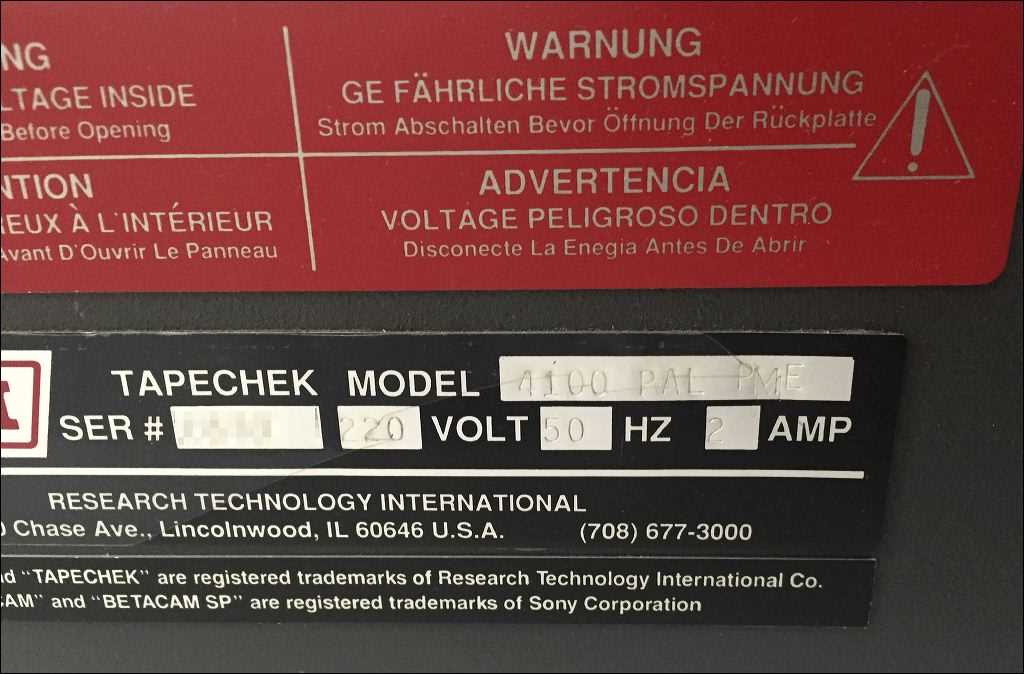 NG
LTAGE INSIDE
Before Opening
WARNUNG
GE FÄHRLICHE STROMSPANNUNG
Strom Abschalten Bevor Öffnung Der Rückplatte
NTION
REUX À L'INTÉRIEUR
Avant D'Ouvrir Le Panneau
ADVERTENCIA
VOLTAGE PELIGROSO DENTRO
Disconecte La Enegia Antes De Abrir
TAPECHEK MODEL 4100 PAL PME
SER # 220 VOLT 50 HZ 2 AMP
RESEARCH TECHNOLOGY INTERNATIONAL
Chase Ave., Lincolnwood, IL 60646 U.S.A. (708) 677-3000
"TAPECHEK" are registered trademarks of Research Technology International Co.
CAM" and "BETACAM SP" are registered trademarks of Sony Corporation